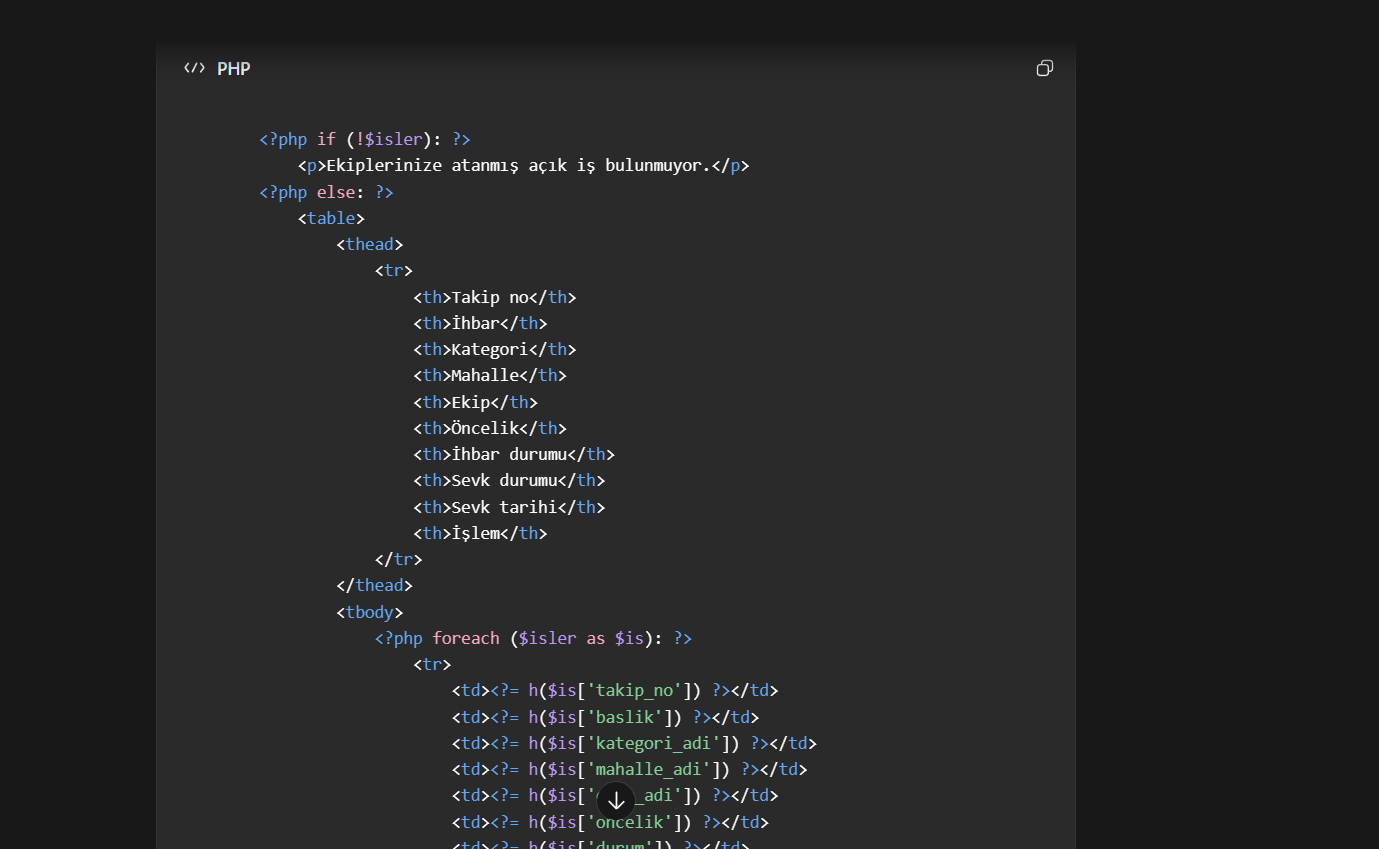 PHP
<?php if (!$isler): ?>
<p>Ekiplerinize atanmış açık iş bulunmuyor.</p>
<?php else: ?>
<table>
<thead>
<tr>
<th>Takip no</th>
<th>İhbar</th>
<th>Kategori</th>
<th>Mahalle</th>
<th>Ekip</th>
<th>Öncelik</th>
<th>İhbar durumu</th>
<th>Sevk durumu</th>
<th>Sevk tarihi</th>
<th>İşlem</th>
</tr>
</thead>
<tbody>
<?php foreach ($isler as $is): ?>
<tr>
<td><?= h($is['takip_no']) ?></td>
<td><?= h($is['baslik']) ?></td>
<td><?= h($is['kategori_adi']) ?></td>
<td><?= h($is['mahalle_adi']) ?></td>
<td><?= h($is[' _adi']) ?></td>
<td><?= h($is['oncelik']) ?></td>
<td><?= h($is['durum']) ?></td>